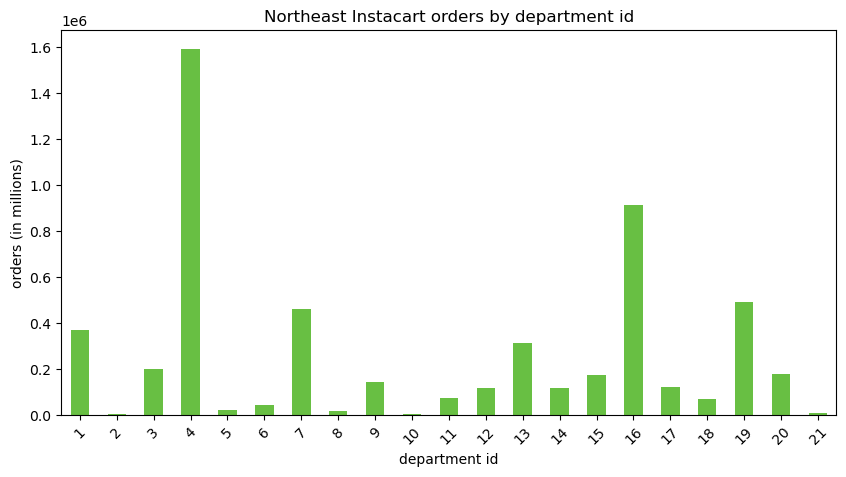 Northeast Instacart orders by department id
1e6
1.6
1.4
1.2
1.0
0.8
0.6
0.4
0.2
0.0
orders (in millions)
1 2 3 4 5 6 7 8 9 10 11 12 13 14 15 16 17 18 19 20 21
department id